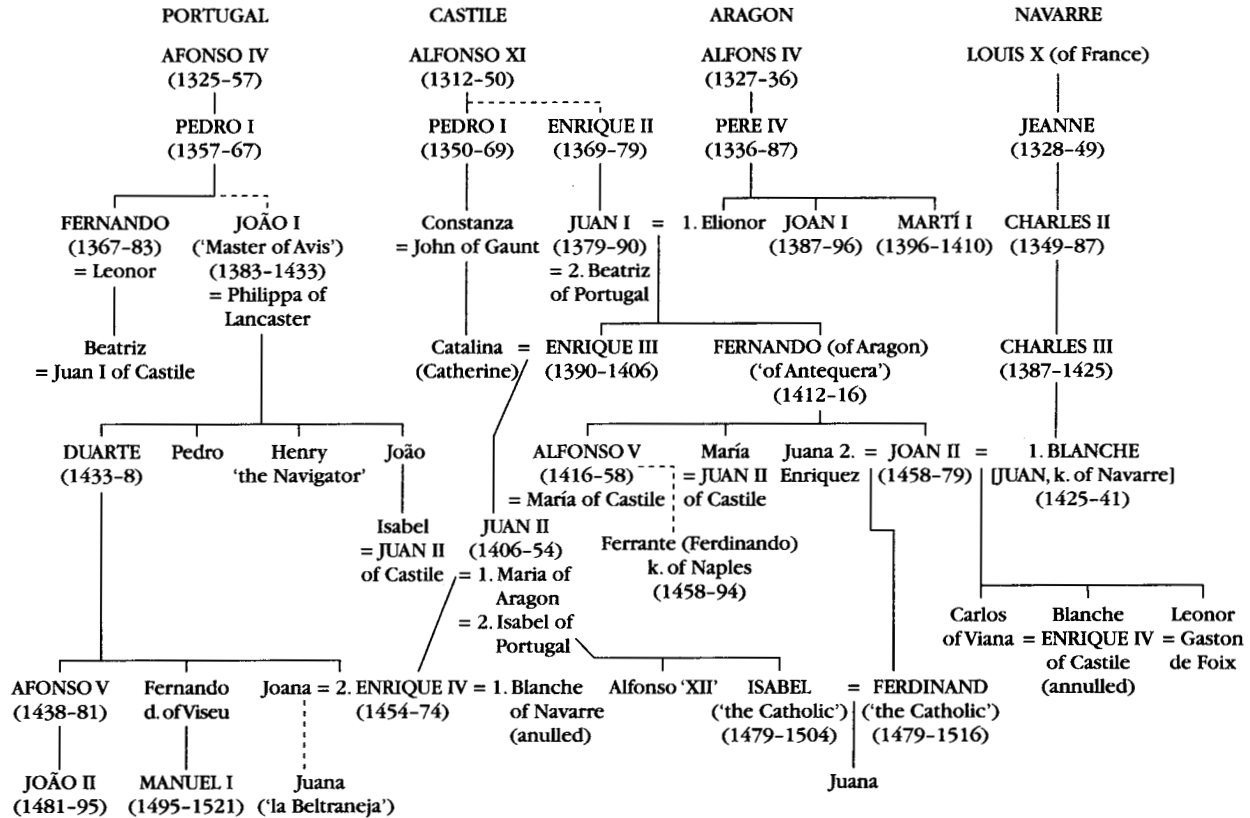 PORTUGAL CASTILE ARAGON NAVARRE
AFONSO IV ALFONSO XI ALFONS IV LOUIS X (of France)
(1325–57) (1312–50) (1327–36)
PEDRO I PEDRO I ENRIQUE II PERE IV JEANNE
(1357–67) (1350–69) (1369–79) (1336–87) (1328–49)
FERNANDO JOÃO I Constanza JUAN I = 1. Elionor JOAN I MARTÍ I CHARLES II
(1367–83) (‘Master of Avis’) = John of Gaunt (1379–90) (1387–96) (1396–1410) (1349–87)
= Leonor (1383–1433) = 2. Beatriz
= Philippa of of Portugal
Lancaster
Beatriz Catalina = ENRIQUE III FERNANDO (of Aragon) CHARLES III
= Juan I of Castile (Catherine) (1390–1406) (‘of Antequera’) (1387–1425)
(1412–16)
DUARTE Pedro Henry João ALFONSO V María Juana 2. = JOAN II = 1. BLANCHE
(1433–8) ‘the Navigator’ (1416–58) = JUAN II Enriquez (1458–79) [JUAN, k. of Navarre]
= María of Castile of Castile (1425–41)
Isabel JUAN II Ferrante (Ferdinando)
= JUAN II (1406–54) k. of Naples
of Castile = 1. Maria of (1458–94)
Aragon Carlos Blanche Leonor
= 2. Isabel of of Viana = ENRIQUE IV = Gaston
Portugal of Castile de Foix
(annulled)
AFONSO V Fernando Joana = 2. ENRIQUE IV = 1. Blanche Alfonso ‘XII’ ISABEL = FERDINAND
(1438–81) d. of Viseu (1454–74) of Navarre (‘the Catholic’) (‘the Catholic’)
(anulled) (1479–1504) (1479–1516)
JOÃO II MANUEL I Juana Juana
(1481–95) (1495–1521) (‘la Beltraneja’)